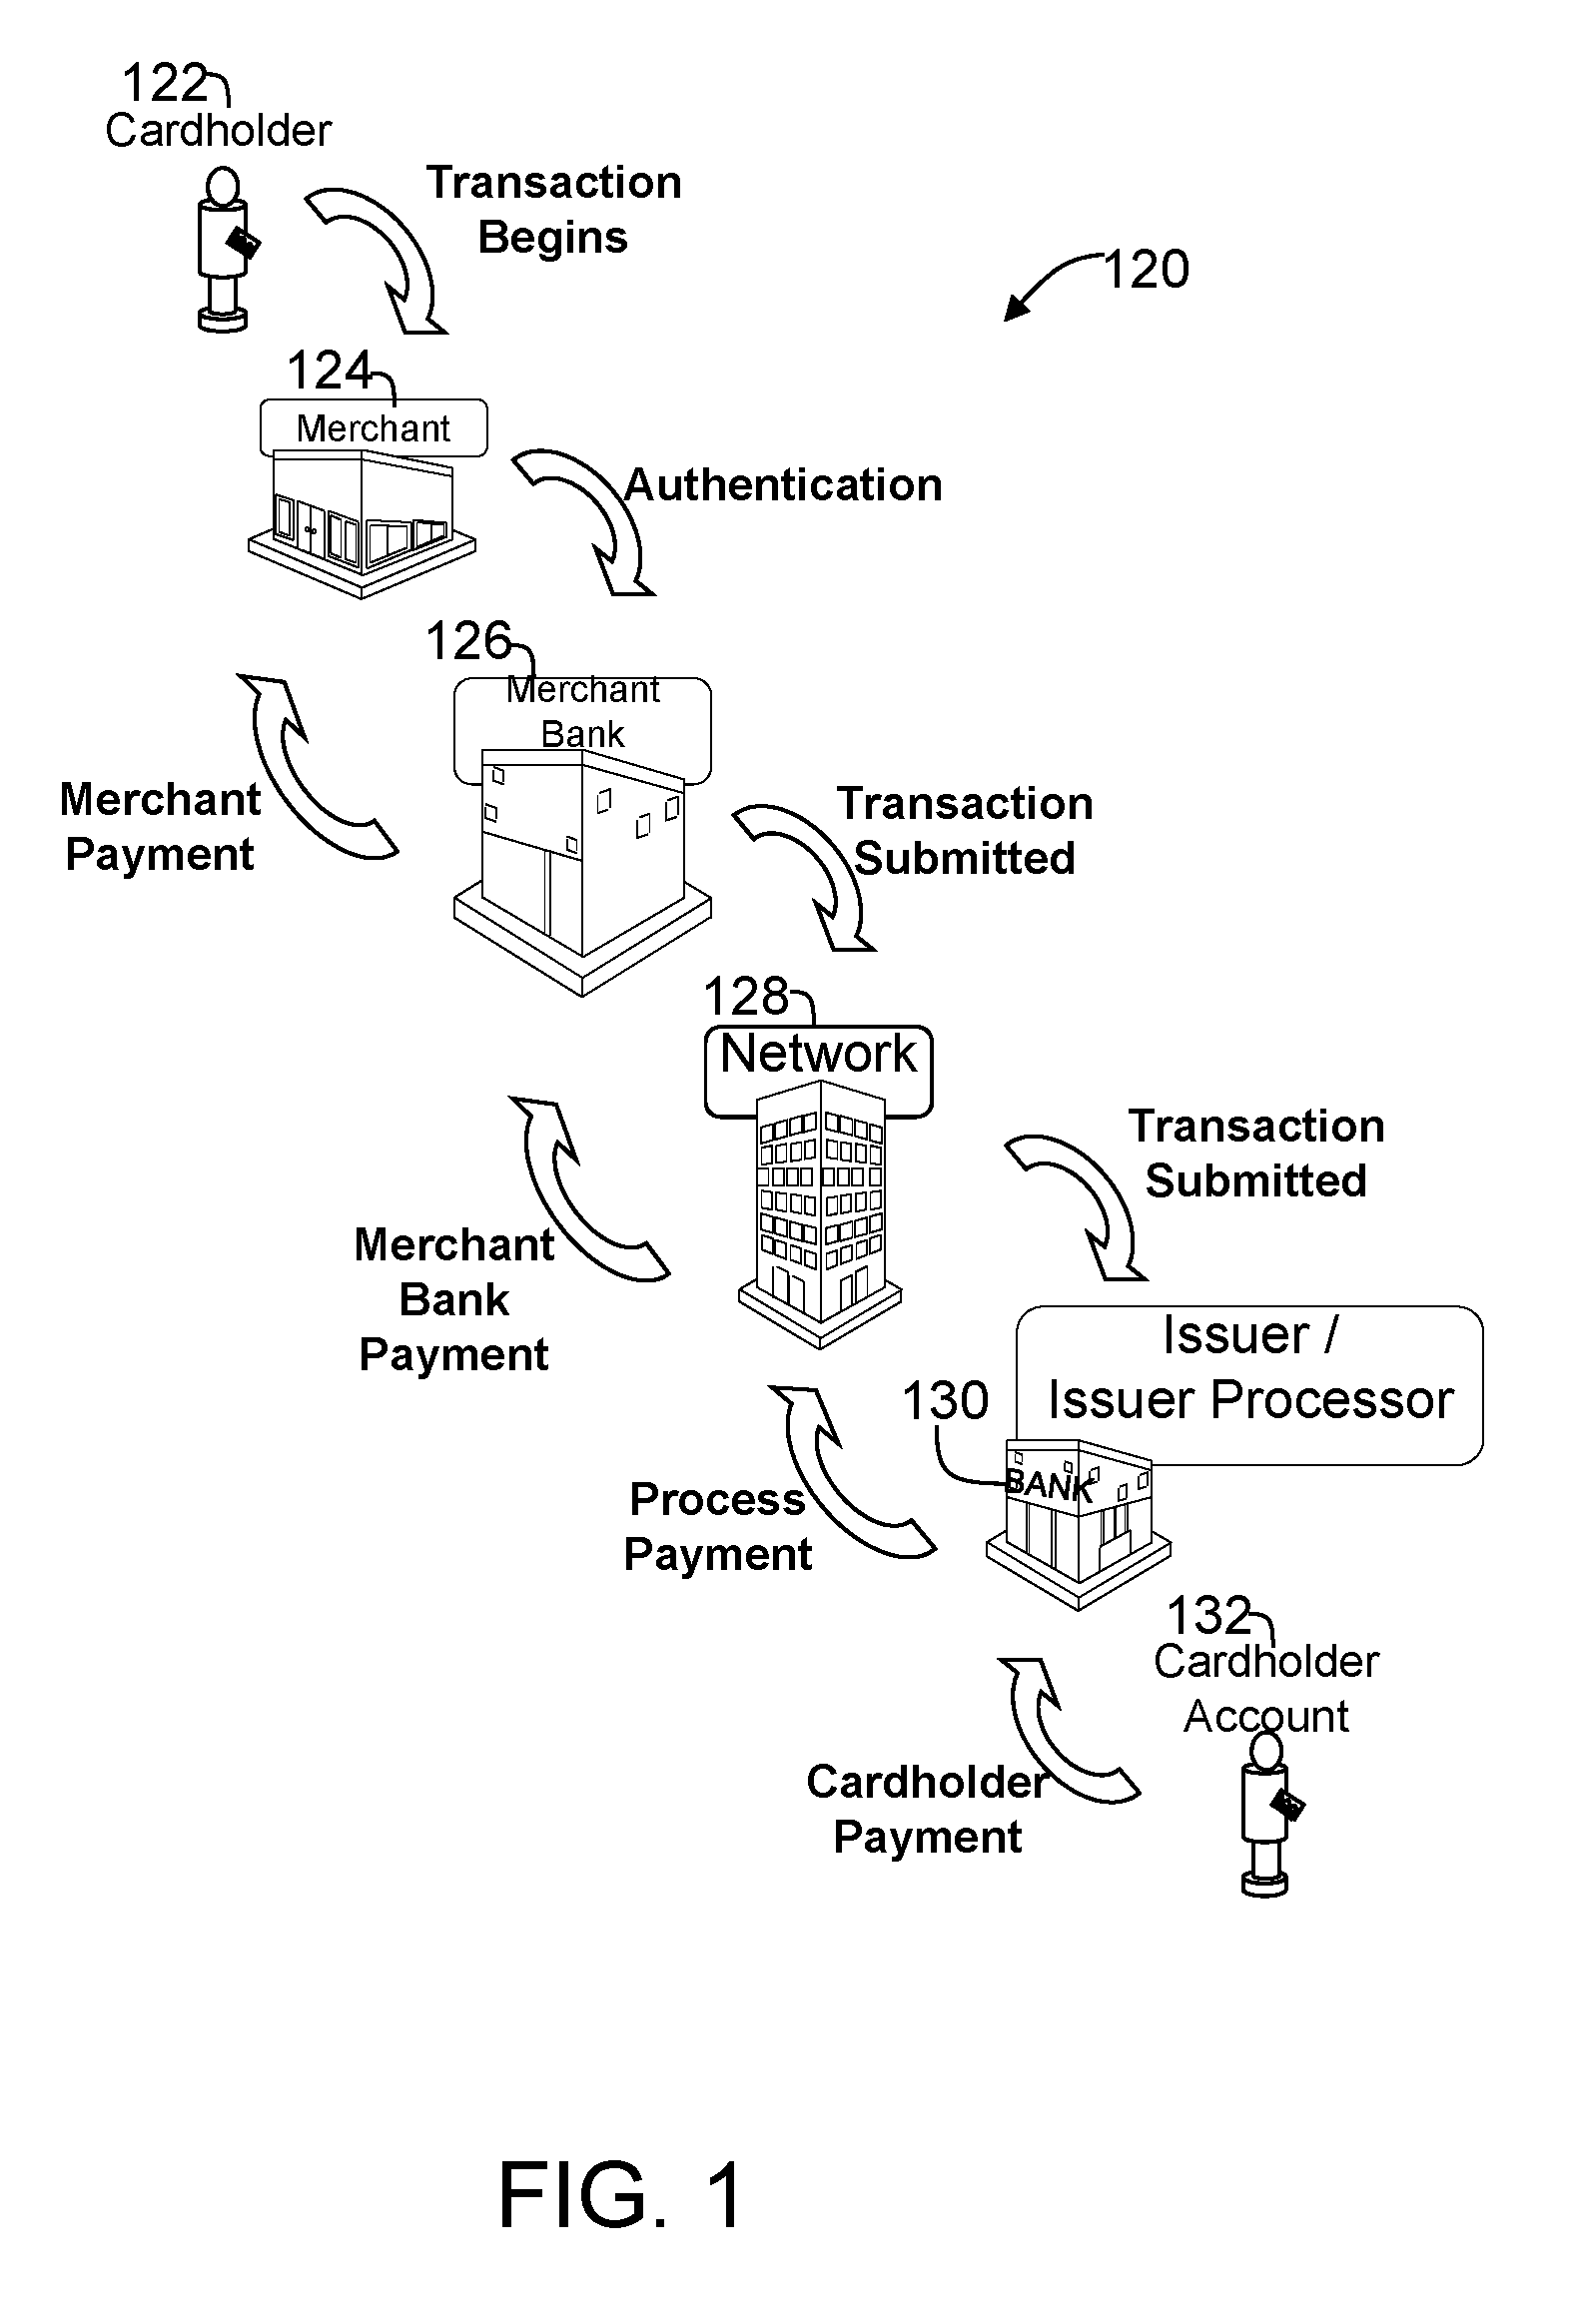 122
Cardholder
Transaction
Begins
120
124
Merchant
Authentication
126
Merchant
Bank
Merchant
Payment
Transaction
Submitted
128
Network
Transaction
Submitted
Merchant
Bank
Payment
Issuer /
Issuer Processor
130
BANK
Process
Payment
132
Cardholder
Account
Cardholder
Payment
FIG. 1